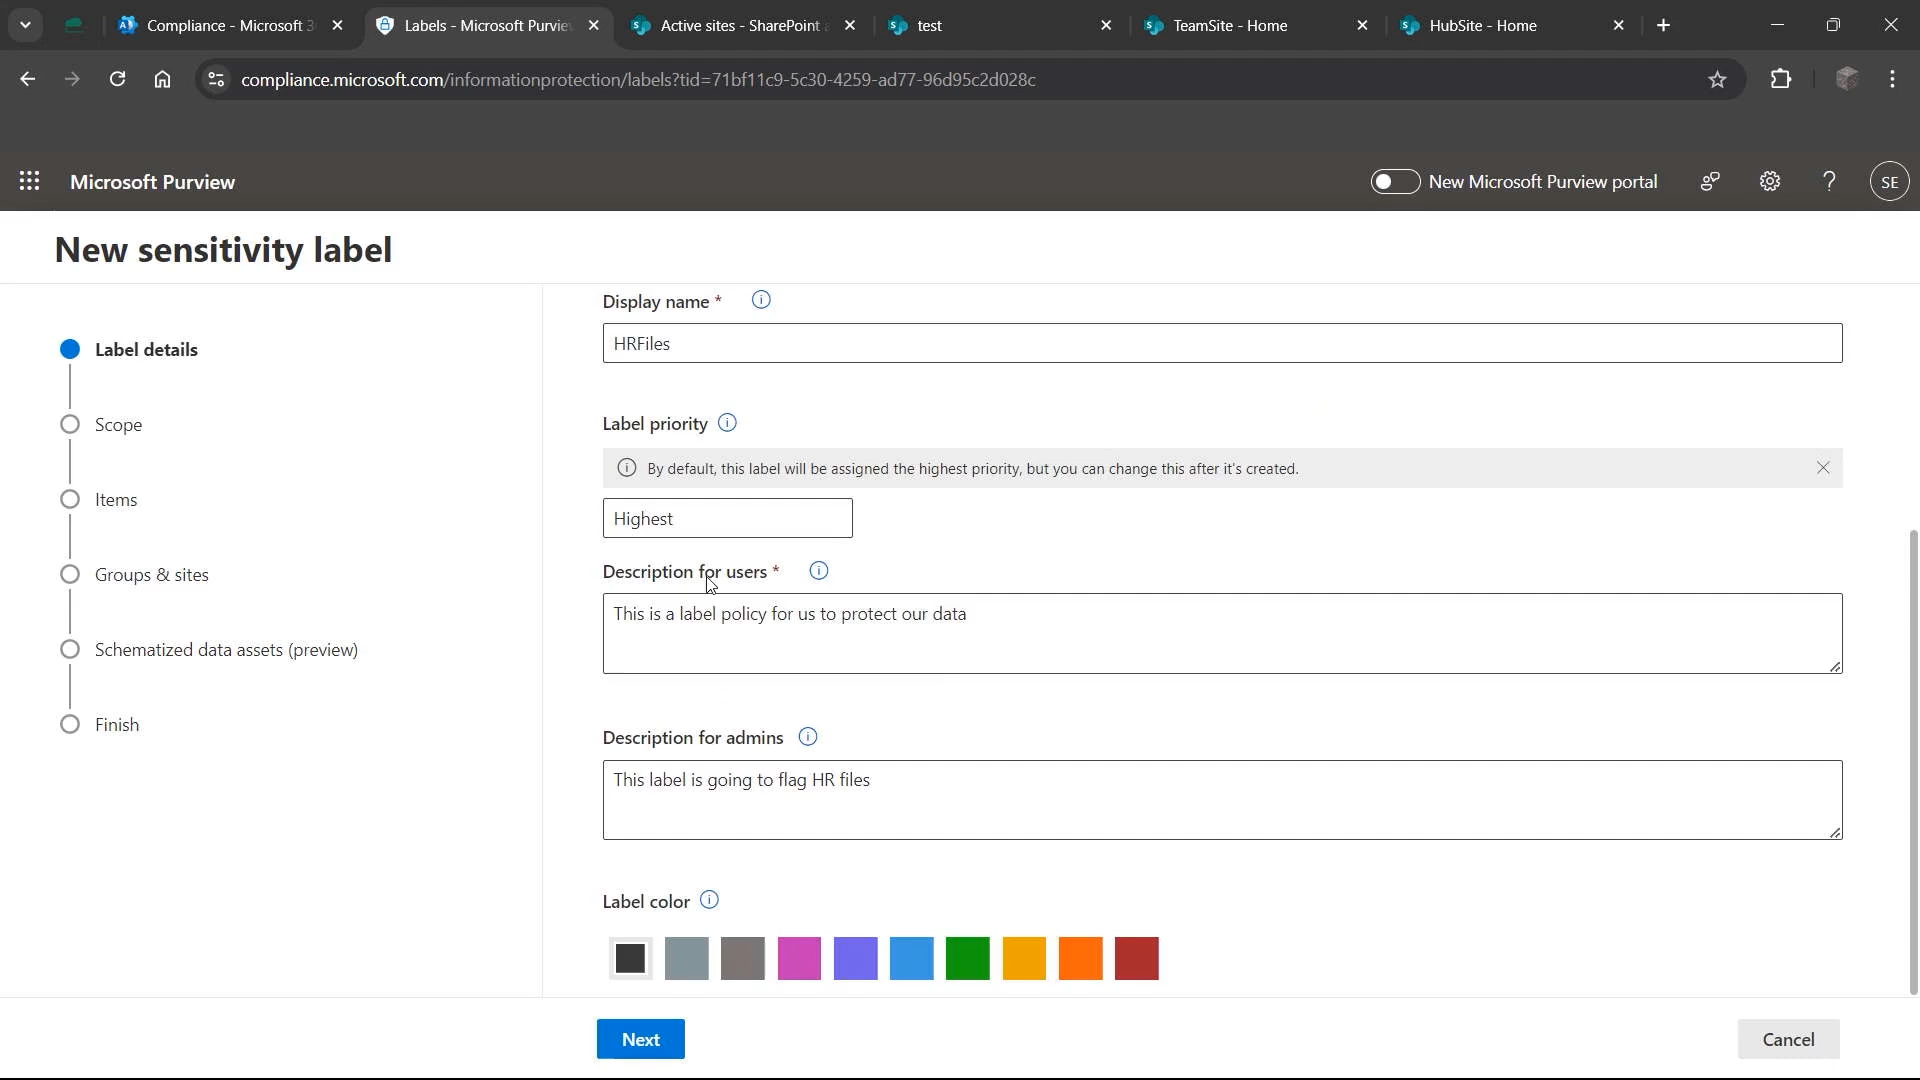 Compliance - Microsoft 3
Labels - Microsoft Purvie
Active sites - SharePoint a
test
TeamSite - Home
HubSite - Home
compliance.microsoft.com/informationprotection/labels?tid=71bf11c9-5c30-4259-ad77-96d95c2d028c
Microsoft Purview
New Microsoft Purview portal
SE
New sensitivity label
Label details
Scope
Items
Groups & sites
Schematized data assets (preview)
Finish
Display name *
HRFiles
Label priority
By default, this label will be assigned the highest priority, but you can change this after it's created.
Highest
Description for users *
This is a label policy for us to protect our data
Description for admins
This label is going to flag HR files
Label color
Next
Cancel